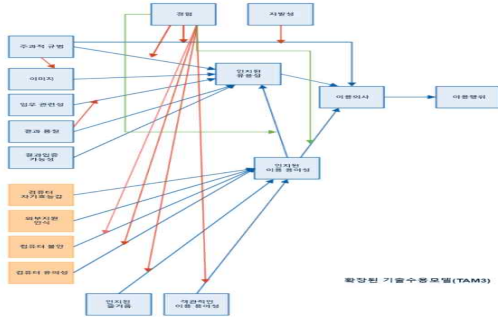 경험
자발성
주관적 규범
이미지
인지된
유용성
이용의사
이용행위
업무 관련성
결과 품질
결과입증
가능성
인지된
이용 용이성
컴퓨터
자기효능감
외부지원
인식
컴퓨터 불안
컴퓨터 유희성
인지된
즐거움
객관적인
이용 용이성
확장된 기술수용모델(TAM3)